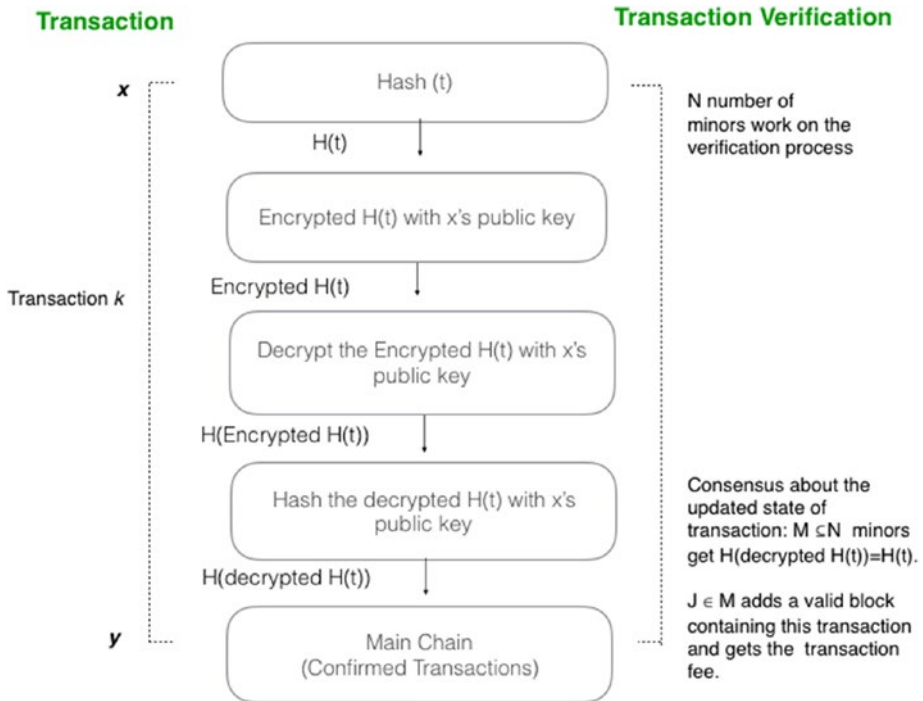 Transaction
Transaction Verification
x
Hash (t)
N number of
minors work on the
verification process
H(t)
Encrypted H(t) with x's public key
Encrypted H(t)
Transaction k
Decrypt the Encrypted H(t) with x's
public key
H(Encrypted H(t))
Hash the decrypted H(t) with x's
public key
Consensus about the
updated state of
transaction: M ⊆N minors
get H(decrypted H(t))=H(t).
H(decrypted H(t))
y
Main Chain
(Confirmed Transactions)
J ∈ M adds a valid block
containing this transaction
and gets the transaction
fee.